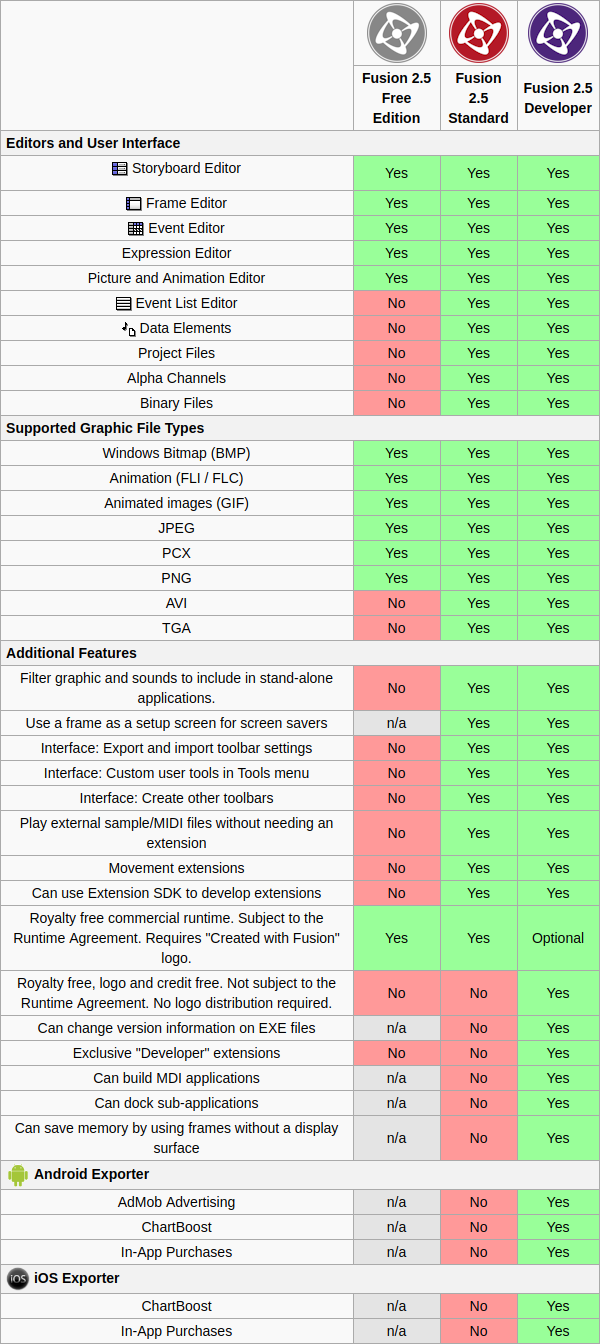 Fusion 2.5
Free
Edition
Fusion
2.5
Standard
Fusion 2.5
Developer
Editors and User Interface
Storyboard Editor Yes Yes Yes
Frame Editor Yes Yes Yes
Event Editor Yes Yes Yes
Expression Editor Yes Yes Yes
Picture and Animation Editor Yes Yes Yes
Event List Editor No Yes Yes
Data Elements No Yes Yes
Project Files No Yes Yes
Alpha Channels No Yes Yes
Binary Files No Yes Yes
Supported Graphic File Types
Windows Bitmap (BMP) Yes Yes Yes
Animation (FLI / FLC) Yes Yes Yes
Animated images (GIF) Yes Yes Yes
JPEG Yes Yes Yes
PCX Yes Yes Yes
PNG Yes Yes Yes
AVI No Yes Yes
TGA No Yes Yes
Additional Features
Filter graphic and sounds to include in stand-alone
applications.
No Yes Yes
Use a frame as a setup screen for screen savers n/a Yes Yes
Interface: Export and import toolbar settings No Yes Yes
Interface: Custom user tools in Tools menu No Yes Yes
Interface: Create other toolbars No Yes Yes
Play external sample/MIDI files without needing an
extension
No Yes Yes
Movement extensions No Yes Yes
Can use Extension SDK to develop extensions No Yes Yes
Royalty free commercial runtime. Subject to the
Runtime Agreement. Requires "Created with Fusion"
logo.
Yes Yes Optional
Royalty free, logo and credit free. Not subject to the
Runtime Agreement. No logo distribution required.
No No Yes
Can change version information on EXE files n/a No Yes
Exclusive "Developer" extensions No No Yes
Can build MDI applications n/a No Yes
Can dock sub-applications n/a No Yes
Can save memory by using frames without a display
surface
n/a No Yes
Android Exporter
AdMob Advertising n/a No Yes
ChartBoost n/a No Yes
In-App Purchases n/a No Yes
iOS iOS Exporter
ChartBoost n/a No Yes
In-App Purchases n/a No Yes